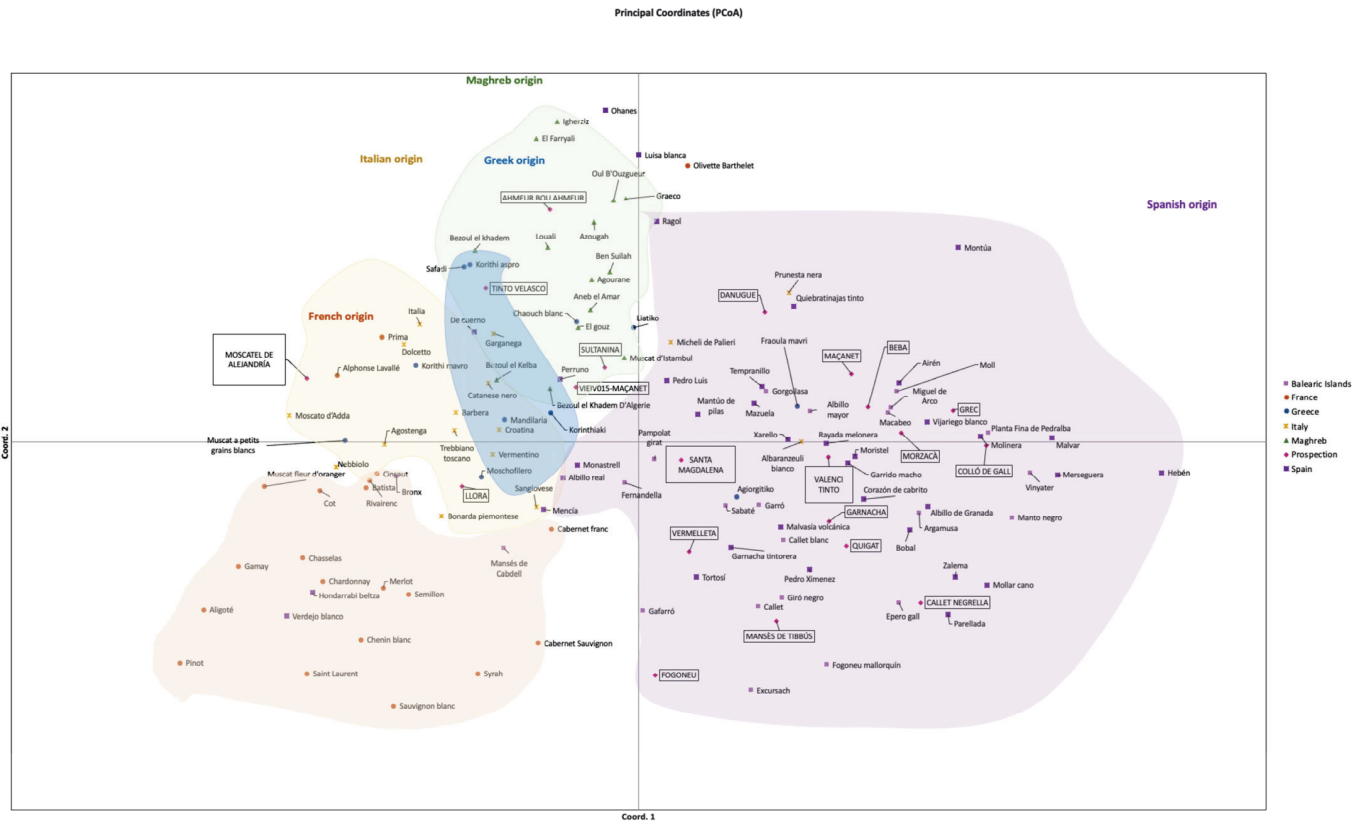 Principal Coordinates (PCoA)
Maghreb origin
Ohanes
Igherziz
El Farryali
Italian origin
Greek origin
Luisa blanca
Olivette Barthelet
Oul B'Ouzgueur
AHMEUR BOU AHMEUR
Graeco
Spanish origin
Ragol
Bezoul el khadem
Louali
Azougah
Montúa
Safadi
Korithi aspro
Ben Suilah
Agourane
Prunesta nera
TINTO VELASCO
DANUGUE
Quiebratinajas tinto
Aneb el Amar
Italia
French origin
De cuerno
Chaouch blanc
Liatiko
El gouz
Prima
Garganega
Micheli de Palieri
Fraoula mavri
Dolcetto
SULTANINA
MAÇANET
BEBA
MOSCATEL DE
ALEJANDRÍA
Muscat d'Istambul
Alphonse Lavallé
Korithi mavro
Bezoul el Kelba
Perruno
Tempranillo
Airén
Moll
Pedro Luis
Gorgollasa
Catanese nero
VIEIV015-MAÇANET
Miguel de
Arco
Bezoul el Khadem D'Algerie
Mantúo de
pilas
Mazuela
Albillo
mayor
GREC
Moscato d'Adda
Barbera
Mandilaria
Korinthiaki
Macabeo
Vijariego blanco
Agostenga
Croatina
Pampolat
girat
Xarello
Rayada melonera
Planta Fina de Pedralba
Muscat a petits
grains blancs
Trebbiano
toscano
Vermentino
Albaranzeuli
blanco
Moristel
MORZACÀ
Molinera
Malvar
Nebbiolo
Monastrell
SANTA
MAGDALENA
VALENCI
TINTO
Garrido macho
COLLÓ DE GALL
Muscat fleur d'oranger
Cinsaut
Moschofilero
Albillo real
Vinyater
Merseguera
Hebén
Batista
Bronx
LLORA
Sangiovese
Fernandella
Agiorgitiko
Corazón de cabrito
Cot
Rivairenc
Sabaté
Garró
GARNACHA
Albillo de Granada
Manto negro
Bonarda piemontese
Mencía
Cabernet franc
Malvasía volcánica
Argamusa
VERMELLETA
Callet blanc
QUIGAT
Bobal
Chasselas
Mansés de
Cabdell
Garnacha tintorera
Gamay
Chardonnay
Merlot
Tortosí
Pedro Ximenez
Zalema
Mollar cano
Hondarrabi beltza
Semillon
Giró negro
Aligoté
Verdejo blanco
Gafarró
Callet
Epero gall
CALLET NEGRELLA
Parellada
MANSÈS DE TIBBÚS
Chenin blanc
Cabernet Sauvignon
Pinot
Saint Laurent
Syrah
FOGONEU
Fogoneu mallorquín
Excursach
Sauvignon blanc
Balearic Islands
France
Greece
Italy
Maghreb
Prospection
Spain
Coord. 2
Coord. 1